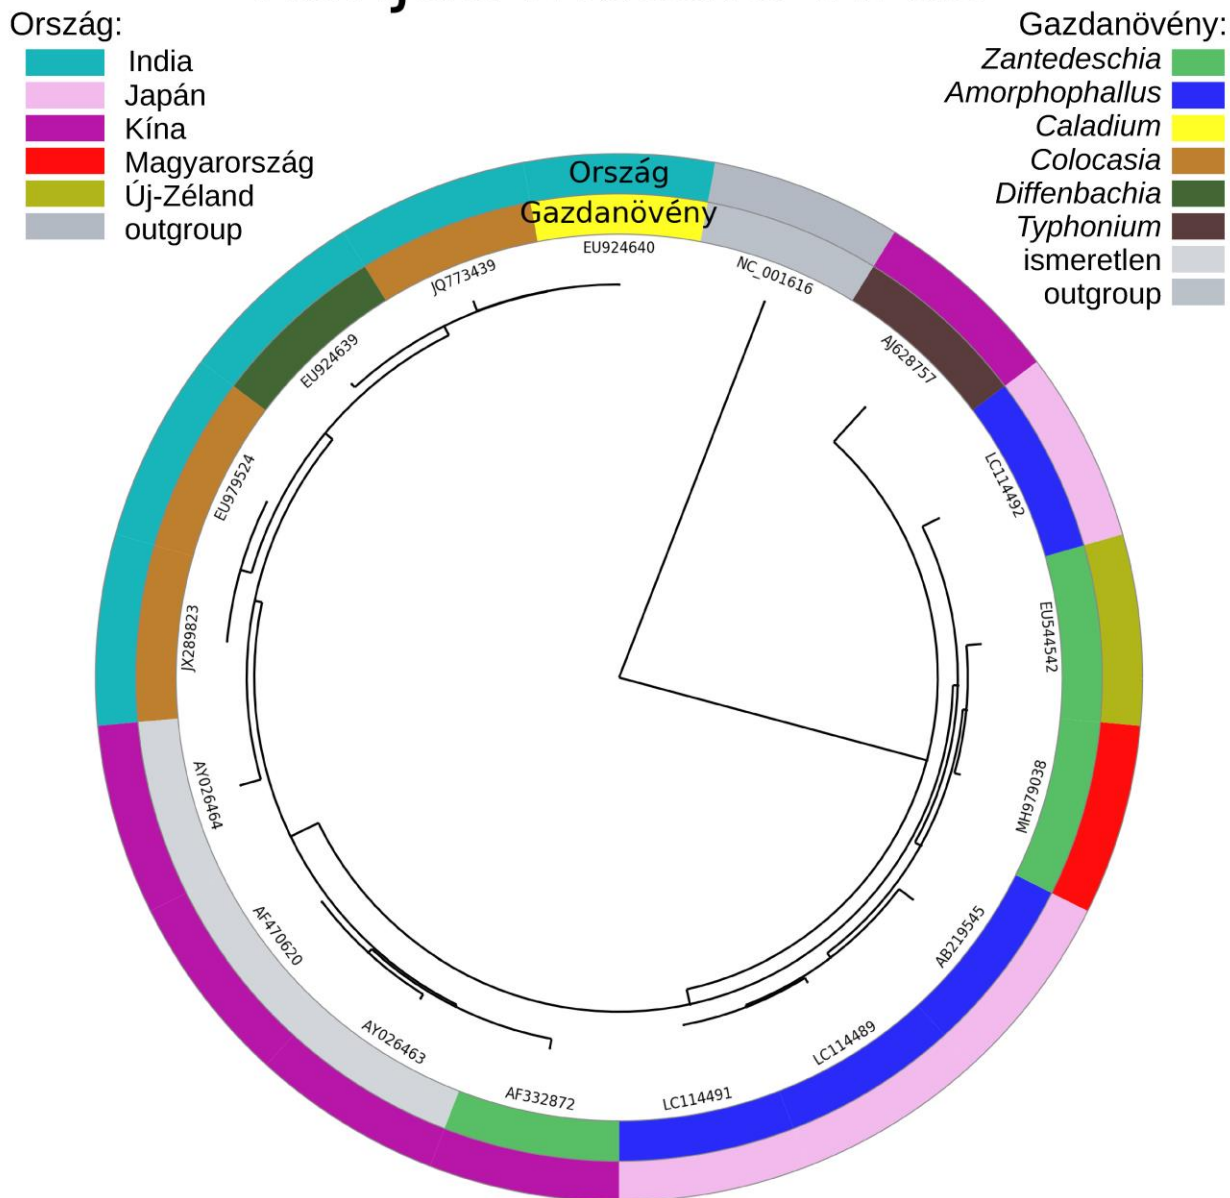 Ország:
India
Japán
Kína
Magyarország
Új-Zéland
outgroup
Gazdanövény:
Zantedeschia
Amorphophallus
Caladium
Colocasia
Diffenbachia
Typhonium
ismeretlen
outgroup
Ország
Gazdanövény
EU924640
NC_001616
AJ628757
LC114492
EU544542
MH979038
AB219545
LC114489
LC114491
AF332872
AY026463
AF470620
AY026464
JX289823
EU979524
EU924639
JQ773439